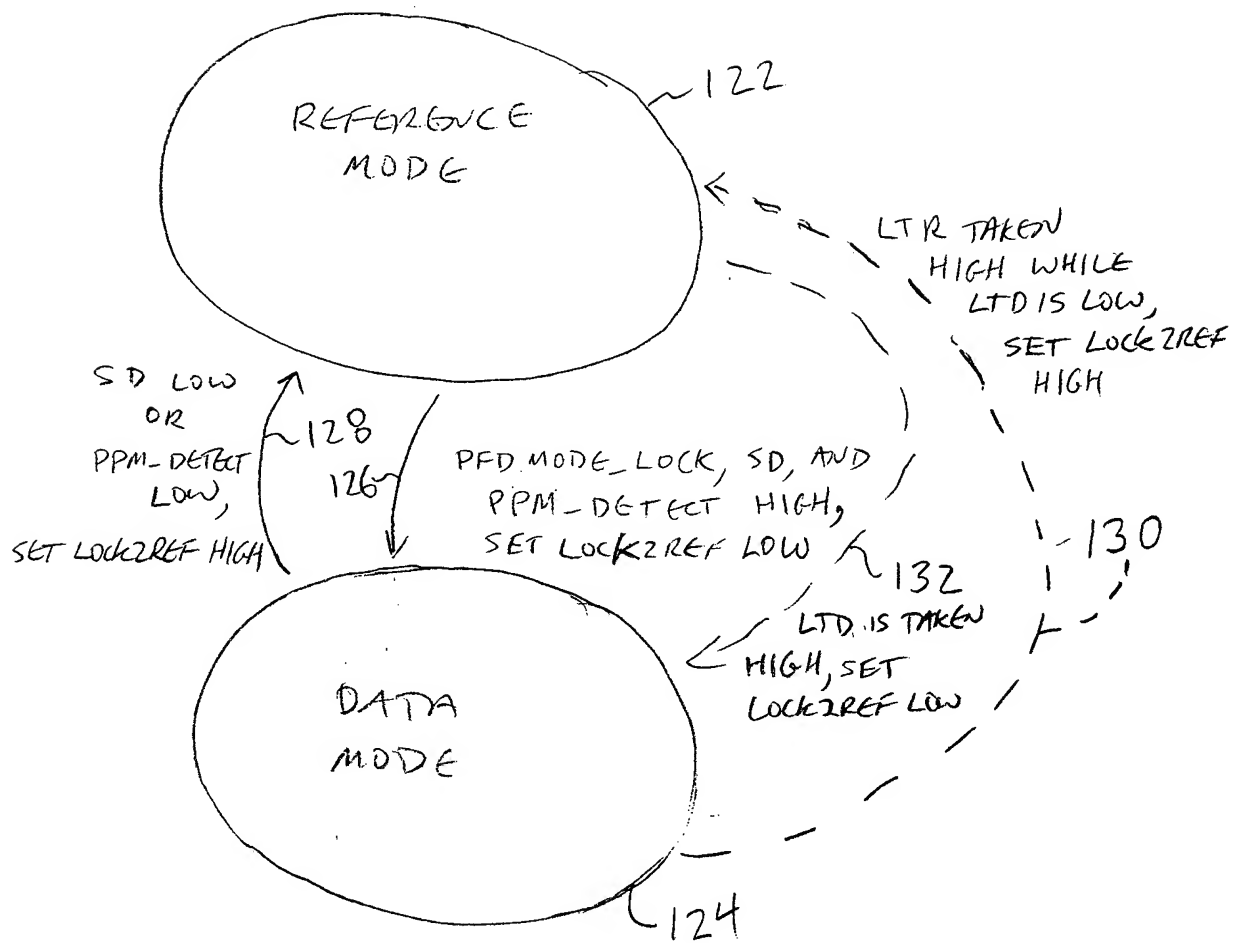 122
REFERENCE
MODE
LTR TAKEN
HIGH WHILE
LTD IS LOW,
SET LOCK2REF
HIGH
SD LOW
OR
PPM_DETECT
LOW,
SET LOCK2REF HIGH
128
126
PFD MODE_LOCK, SD, AND
PPM_DETECT HIGH,
SET LOCK2REF LOW
130
132
LTD IS TAKEN
HIGH, SET
LOCK2REF LOW
DATA
MODE
124